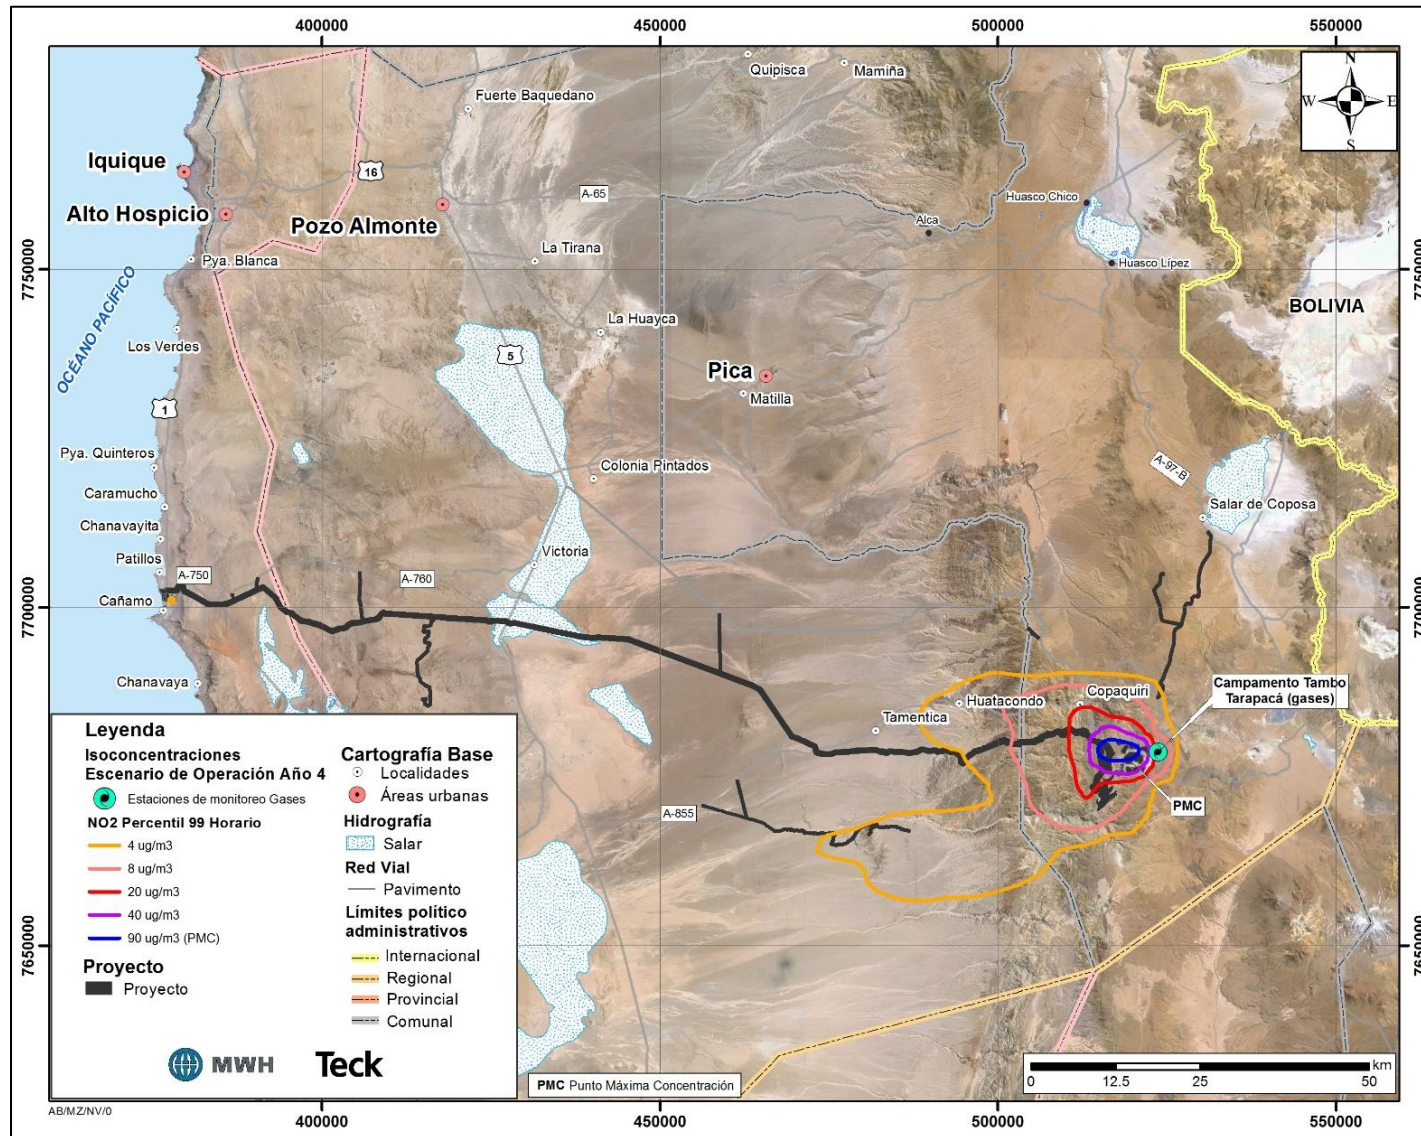 400000
450000
500000
550000
Quipisca
Mamiña
N
W
E
S
Fuerte Baquedano
Iquique
16
A-65
Huasco Chico
Alto Hospicio
Pozo Almonte
Alca
La Tirana
Pya. Blanca
Huasco Lípez
7750000
7750000
OCÉANO PACÍFICO
BOLIVIA
La Huayca
Los Verdes
5
Pica
Matilla
1
Pya. Quinteros
Colonia Pintados
A-97-B
Caramucho
Salar de Coposa
Chanavayita
Victoria
Patillos
A-750
A-760
Cañamo
7700000
7700000
Chanavaya
Campamento Tambo
Tarapacá (gases)
Copaquiri
Huatacondo
Tamentica
PMC
A-855
Leyenda
Isoconcentraciones
Escenario de Operación Año 4
Estaciones de monitoreo Gases
NO2 Percentil 99 Horario
4 ug/m3
8 ug/m3
20 ug/m3
40 ug/m3
90 ug/m3 (PMC)
Proyecto
Proyecto
Cartografía Base
Localidades
Áreas urbanas
Hidrografía
Salar
Red Vial
Pavimento
Límites político
administrativos
Internacional
Regional
Provincial
Comunal
MWH
Teck
7650000
7650000
PMC Punto Máxima Concentración
km
0
12.5
25
50
AB/MZ/NV/0
400000
450000
500000
550000